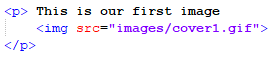 <p> This is our first image
<img src="images/cover1.gif">
</p>